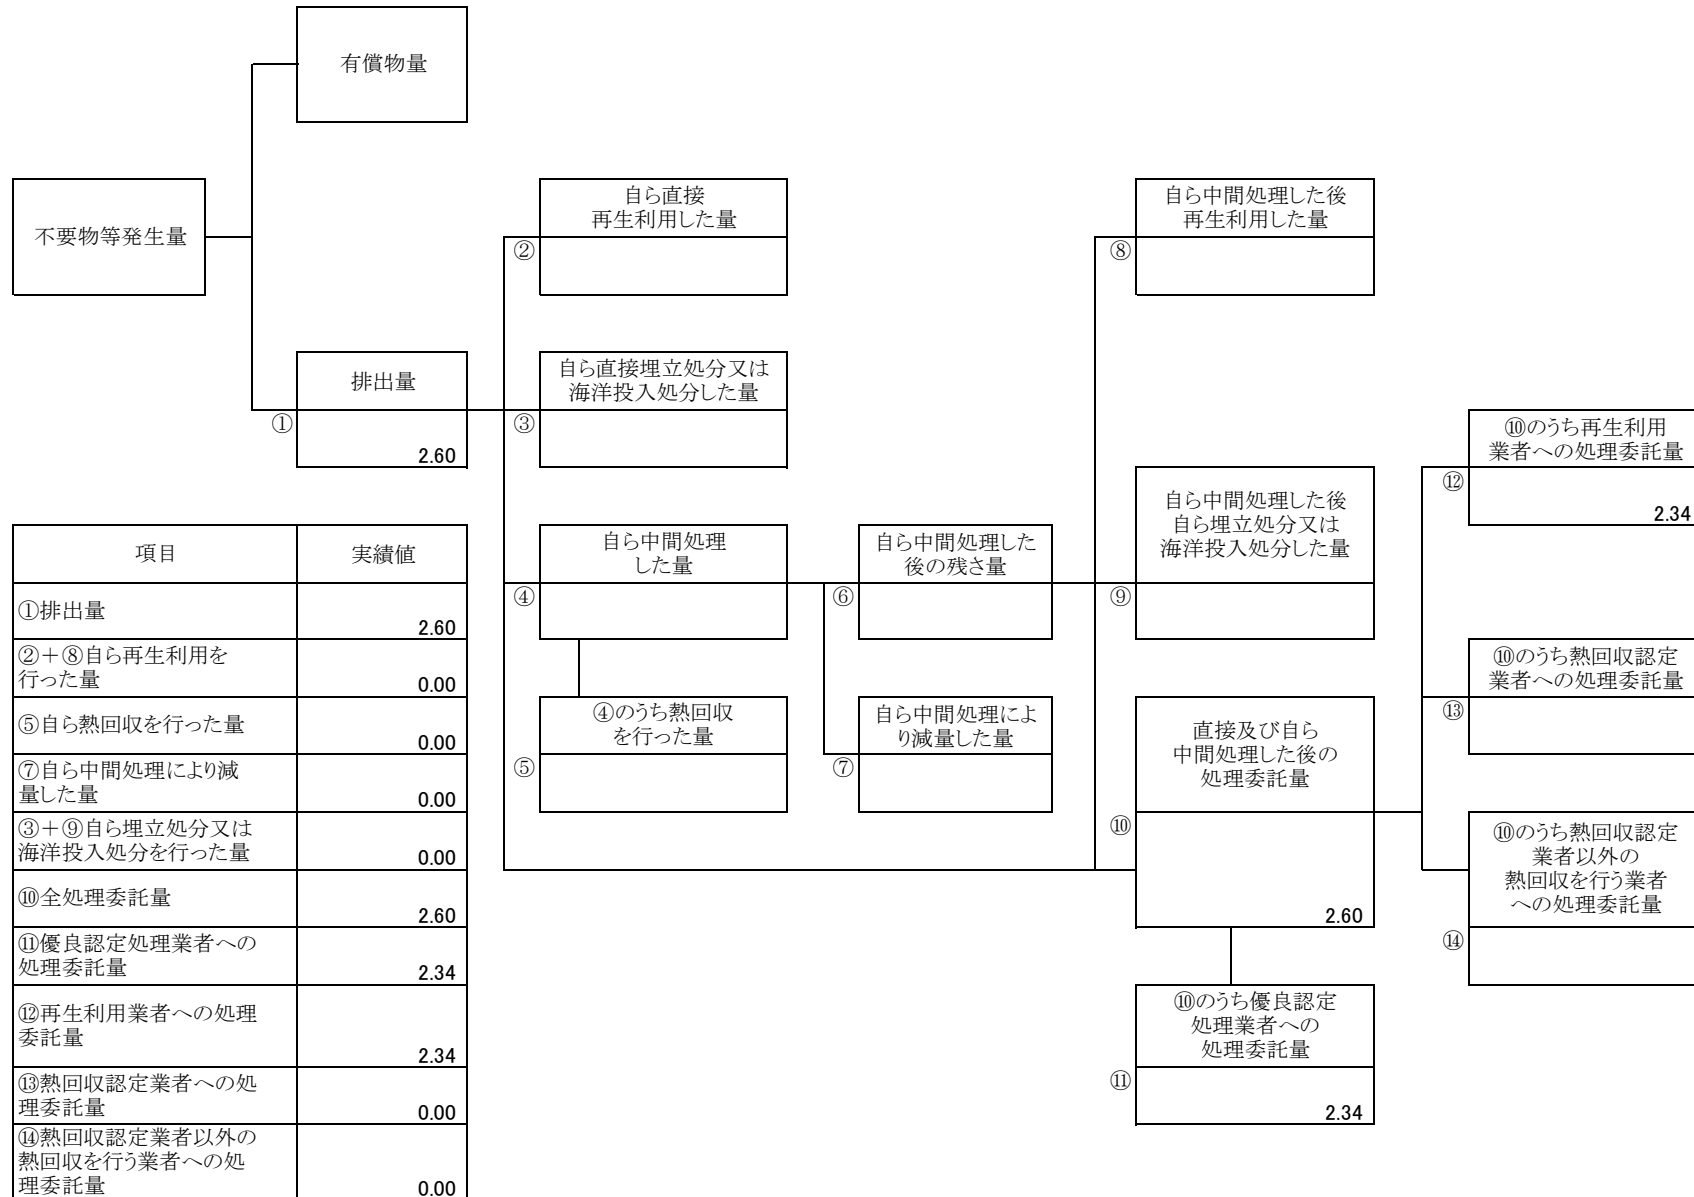 有償物量
不要物等発生量
自ら直接
再生利用した量
②
自ら中間処理した後
再生利用した量
⑧
排出量
①
2.60
自ら直接埋立処分又は
海洋投入処分した量
③
⑩のうち再生利用
業者への処理委託量
⑫
2.34
自ら中間処理
した量
④
自ら中間処理した
後の残さ量
⑥
自ら中間処理した後
自ら埋立処分又は
海洋投入処分した量
⑨
⑩のうち熱回収認定
業者への処理委託量
⑬
④のうち熱回収
を行った量
⑤
自ら中間処理によ
り減量した量
⑦
直接及び自ら
中間処理した後の
処理委託量
⑩
2.60
⑩のうち熱回収認定
業者以外の
熱回収を行う業者
への処理委託量
⑭
⑩のうち優良認定
処理業者への
処理委託量
⑪
2.34
項目 実績値
①排出量 2.60
②＋⑧自ら再生利用を
行った量 0.00
⑤自ら熱回収を行った量 0.00
⑦自ら中間処理により減
量した量 0.00
③＋⑨自ら埋立処分又は
海洋投入処分を行った量 0.00
⑩全処理委託量 2.60
⑪優良認定処理業者への
処理委託量 2.34
⑫再生利用業者への処理
委託量 2.34
⑬熱回収認定業者への処
理委託量 0.00
⑭熱回収認定業者以外の
熱回収を行う業者への処
理委託量 0.00